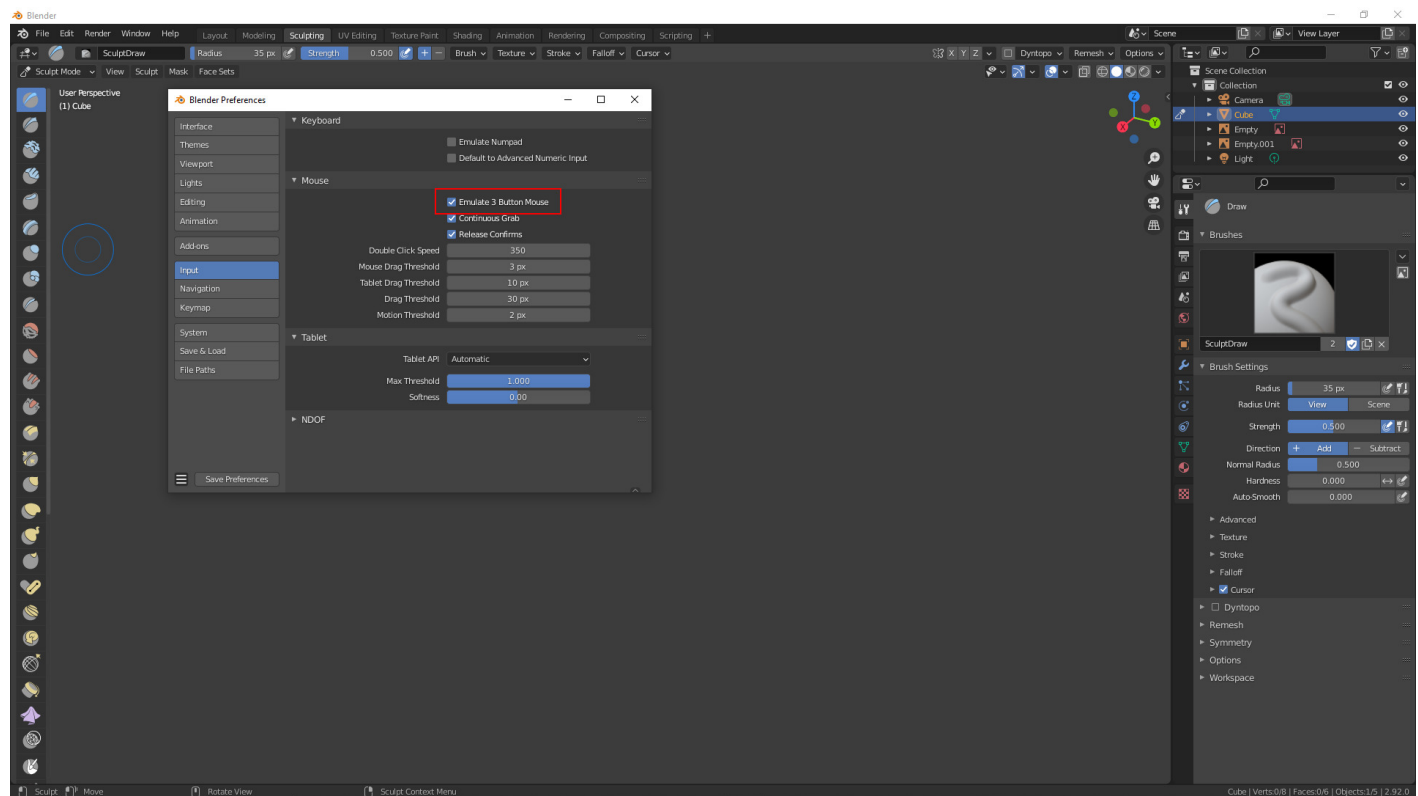 Blender
File Edit Render Window Help Layout Modeling Sculpting UV Editing Texture Paint Shading Animation Rendering Compositing Scripting + Scene View Layer
SculptDraw Radius 35 px Strength 0.500 Brush Texture Stroke Falloff Cursor X Y Z Dyntopo Remesh Options
Sculpt Mode View Sculpt Mask Face Sets
User Perspective
(1) Cube
Z
Y
X
Blender Preferences
Interface
Themes
Viewport
Lights
Editing
Animation
Add-ons
Input
Navigation
Keymap
System
Save & Load
File Paths
Save Preferences
Keyboard
Emulate Numpad
Default to Advanced Numeric Input
Mouse
Emulate 3 Button Mouse
Continuous Grab
Release Confirms
Double Click Speed 350
Mouse Drag Threshold 3 px
Tablet Drag Threshold 10 px
Drag Threshold 30 px
Motion Threshold 2 px
Tablet
Tablet API Automatic
Max Threshold 1.000
Softness 0.00
NDOF
Scene Collection
Collection
Camera
Cube
Empty
Empty.001
Light
Draw
Brushes
SculptDraw 2
Brush Settings
Radius 35 px
Radius Unit View Scene
Strength 0.500
Direction + Add − Subtract
Normal Radius 0.500
Hardness 0.000
Auto-Smooth 0.000
Advanced
Texture
Stroke
Falloff
Cursor
Dyntopo
Remesh
Symmetry
Options
Workspace
Sculpt Move Rotate View Sculpt Context Menu Cube | Verts:0/8 | Faces:0/6 | Objects:1/5 | 2.92.0